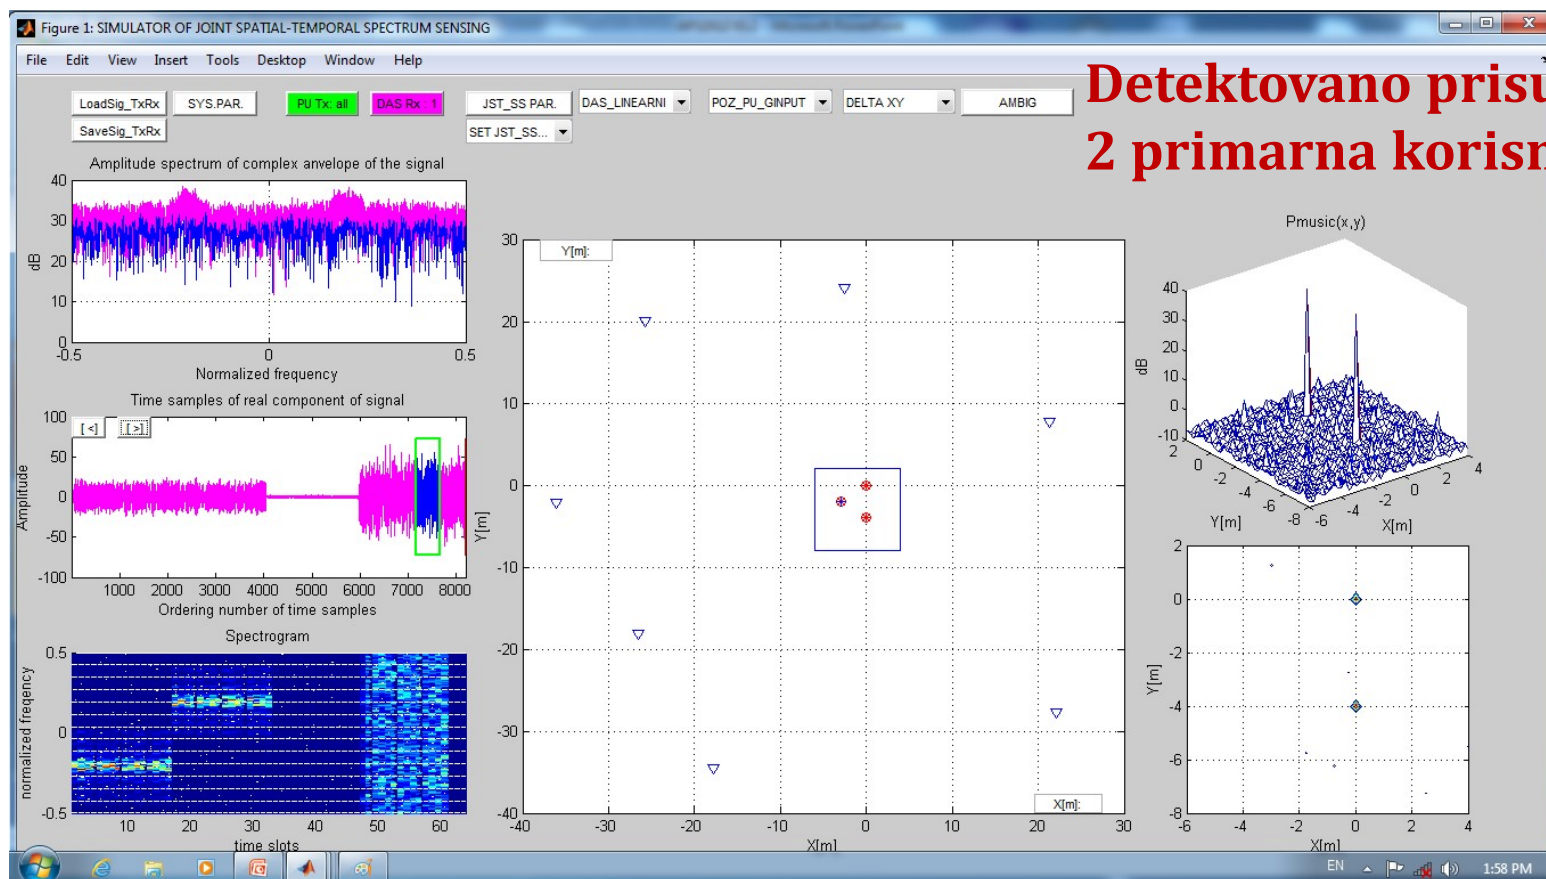 Figure 1: SIMULATOR OF JOINT SPATIAL-TEMPORAL SPECTRUM SENSING
File Edit View Insert Tools Desktop Window Help
Detektovano prisu
2 primarna korisn
LoadSig_TxRx SYS.PAR. PU Tx: all DAS Rx : 1 JST_SS PAR. DAS_LINEARNI POZ_PU_GINPUT DELTA XY AMBIG
SaveSig_TxRx SET JST_SS...
Amplitude spectrum of complex anvelope of the signal
40
30
20
10
0
dB
-0.5 0 0.5
Normalized frequency
Time samples of real component of signal
[ <] [ >]
100
50
0
-50
-100
Amplitude
1000 2000 3000 4000 5000 6000 7000 8000
Ordering number of time samples
Spectrogram
0.5
0
-0.5
normalized freqency
10 20 30 40 50 60
time slots
Y[m]:
30
20
10
0
-10
-20
-30
-40
Y[m]
X[m]:
-40 -30 -20 -10 0 10 20 30
X[m]
Pmusic(x,y)
40
30
20
10
0
-10
dB
2 0 -2 -4 -6 -8
Y[m]
-6 -4 -2 0 2 4
X[m]
2
0
-2
-4
-6
-8
Y[m]
-6 -4 -2 0 2 4
X[m]
EN 1:58 PM